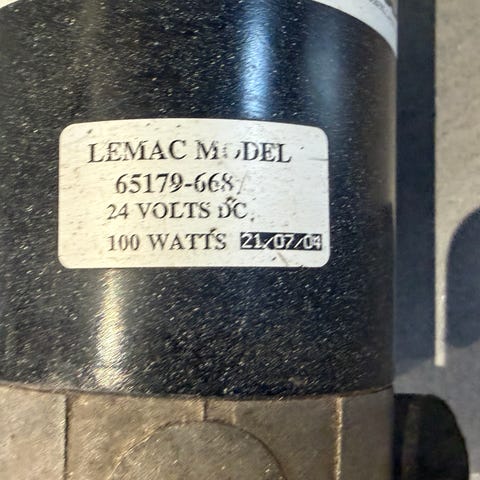 LEMAC MODEL
65179-668
24 VOLTS DC
100 WATTS 21/07/04